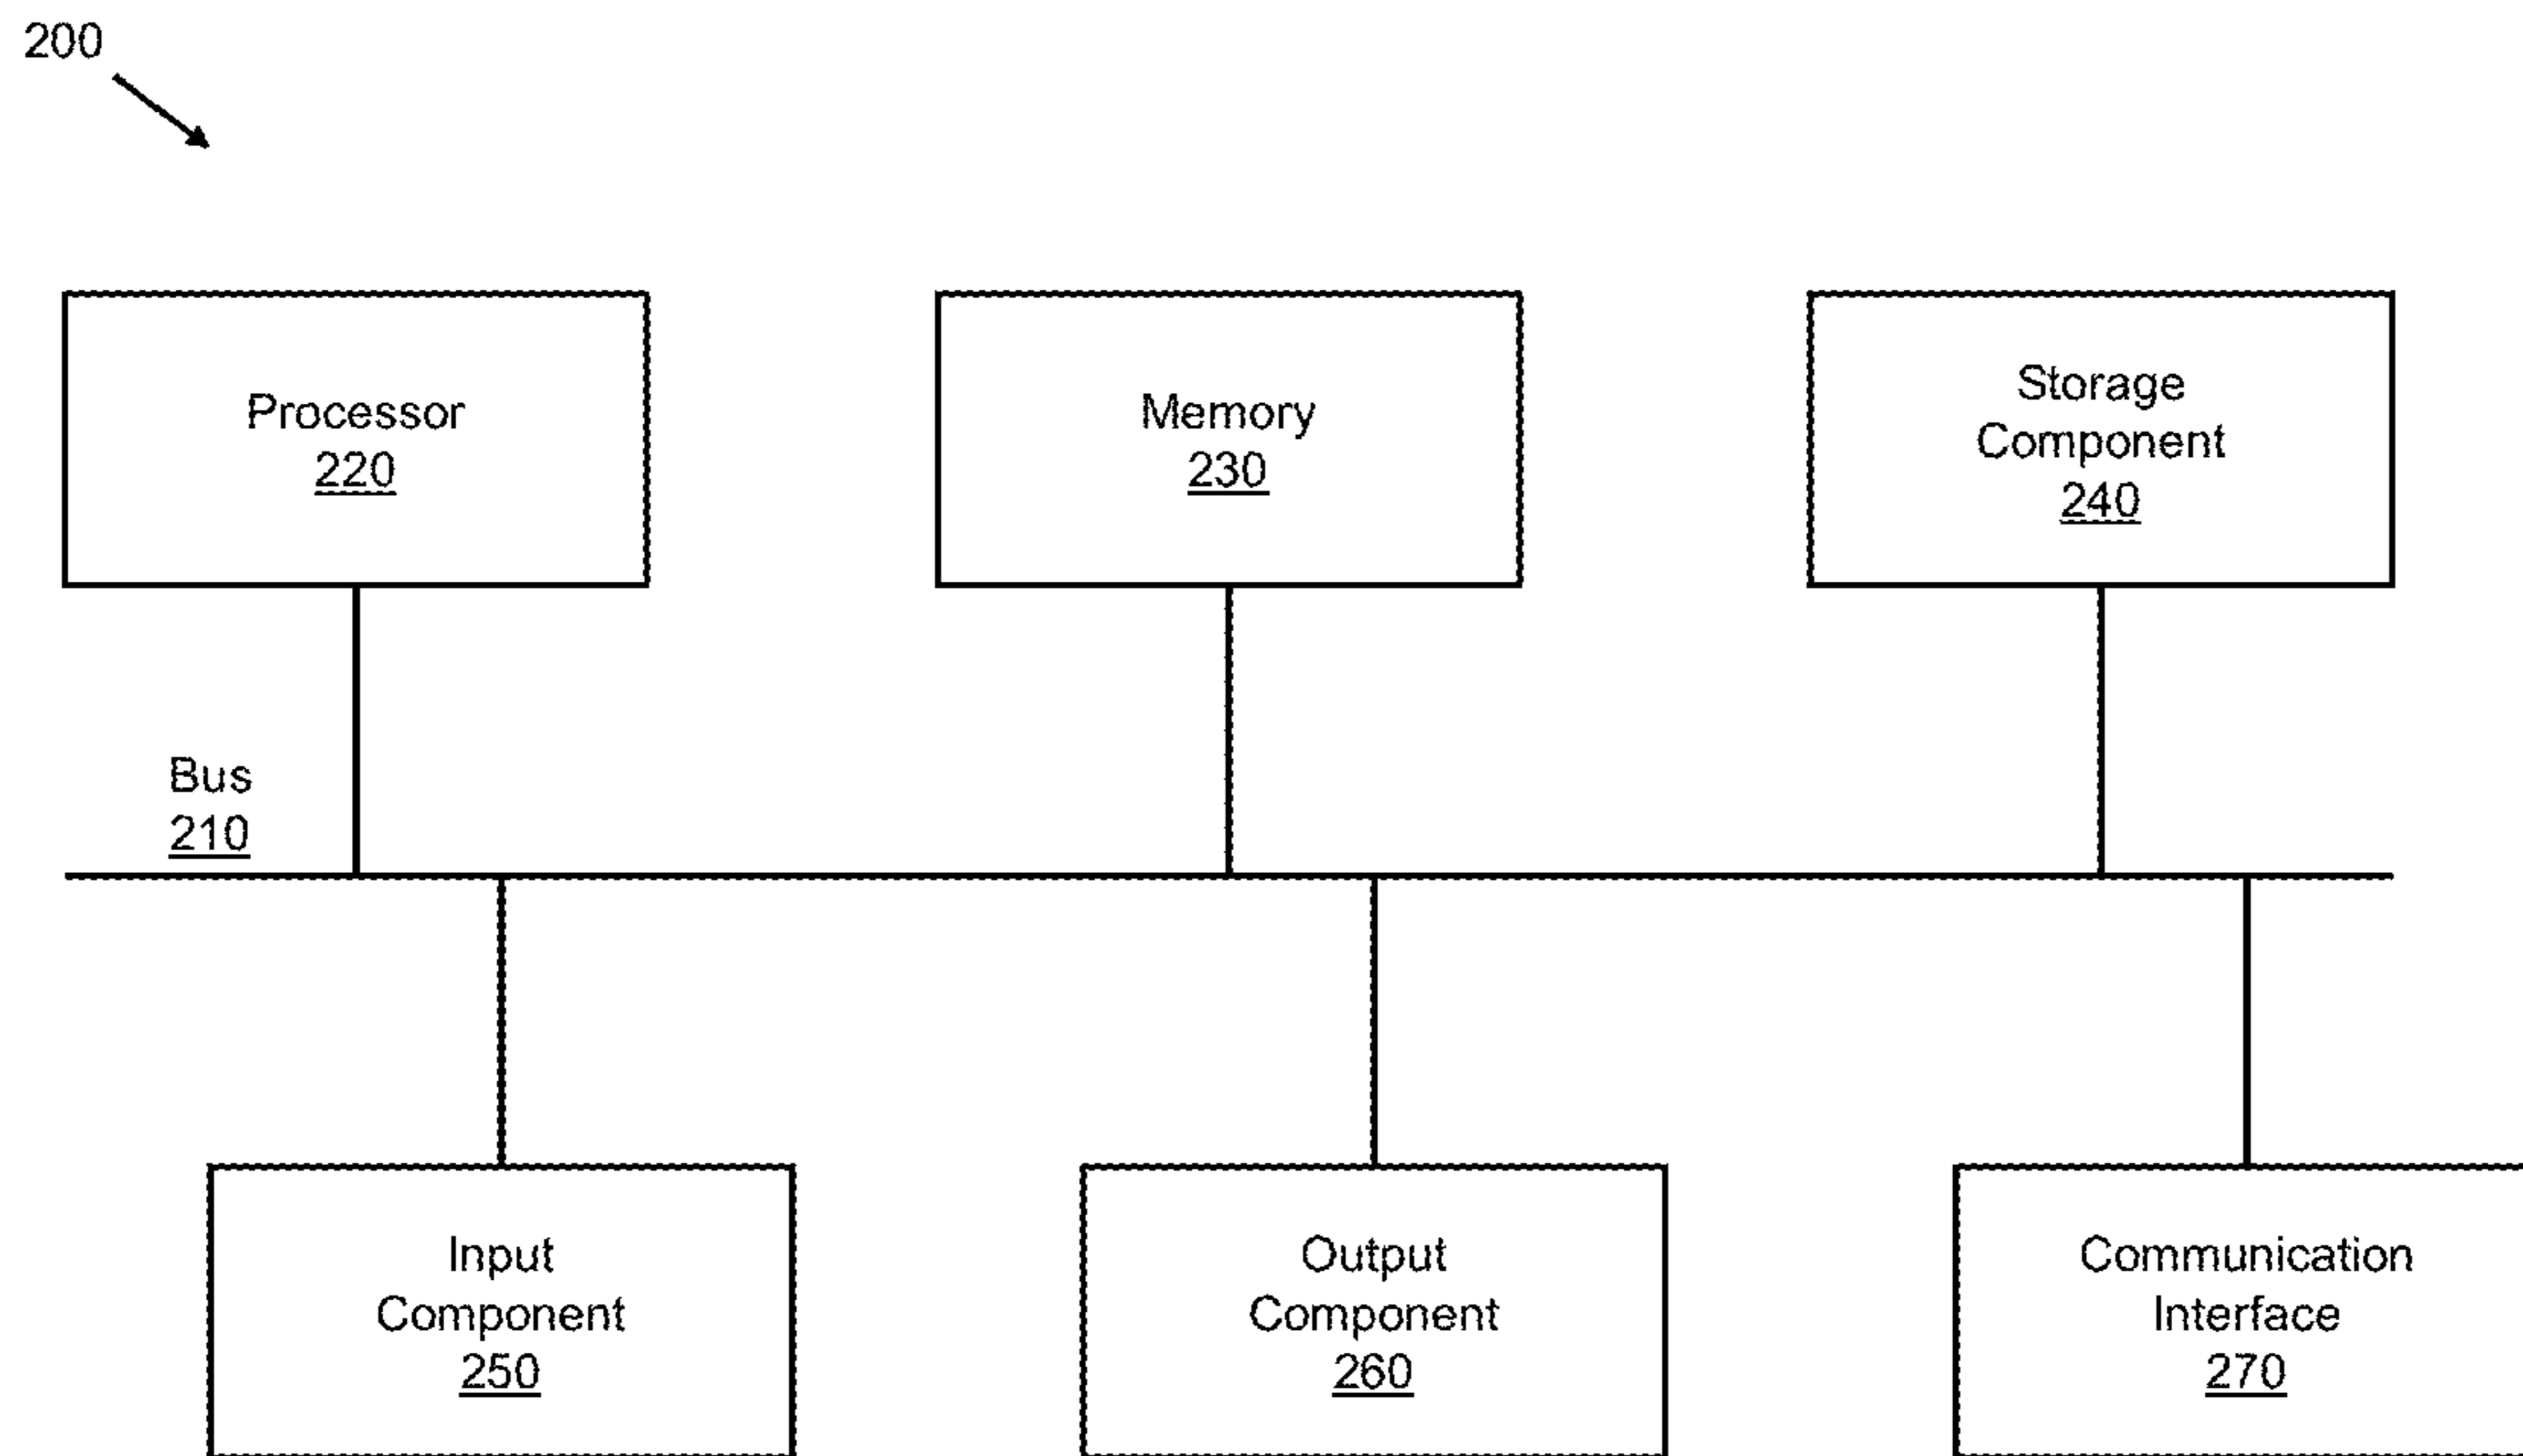 200
Processor
220
Memory
230
Storage
Component
240
Bus
210
Input
Component
250
Output
Component
260
Communication
Interface
270